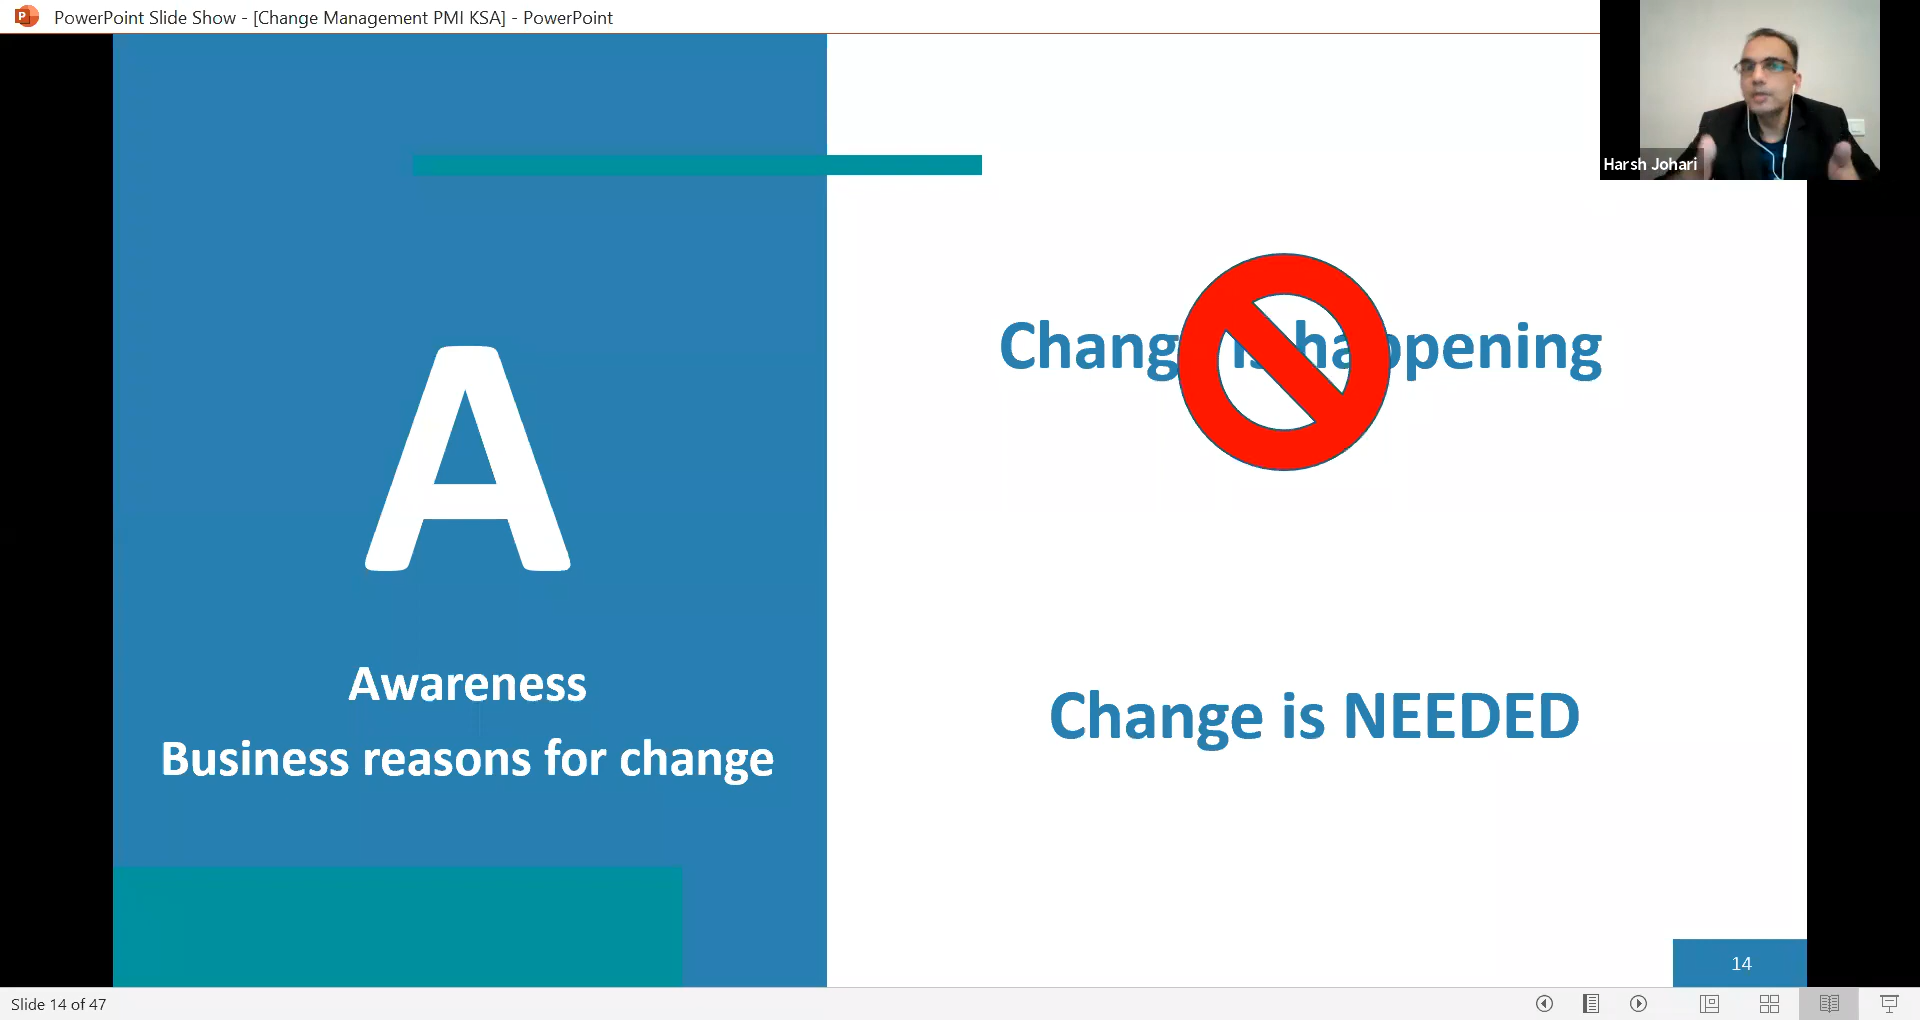 PowerPoint Slide Show - [Change Management PMI KSA] - PowerPoint
Harsh Johari
Change is happening
A
Awareness
Business reasons for change
Change is NEEDED
14
Slide 14 of 47